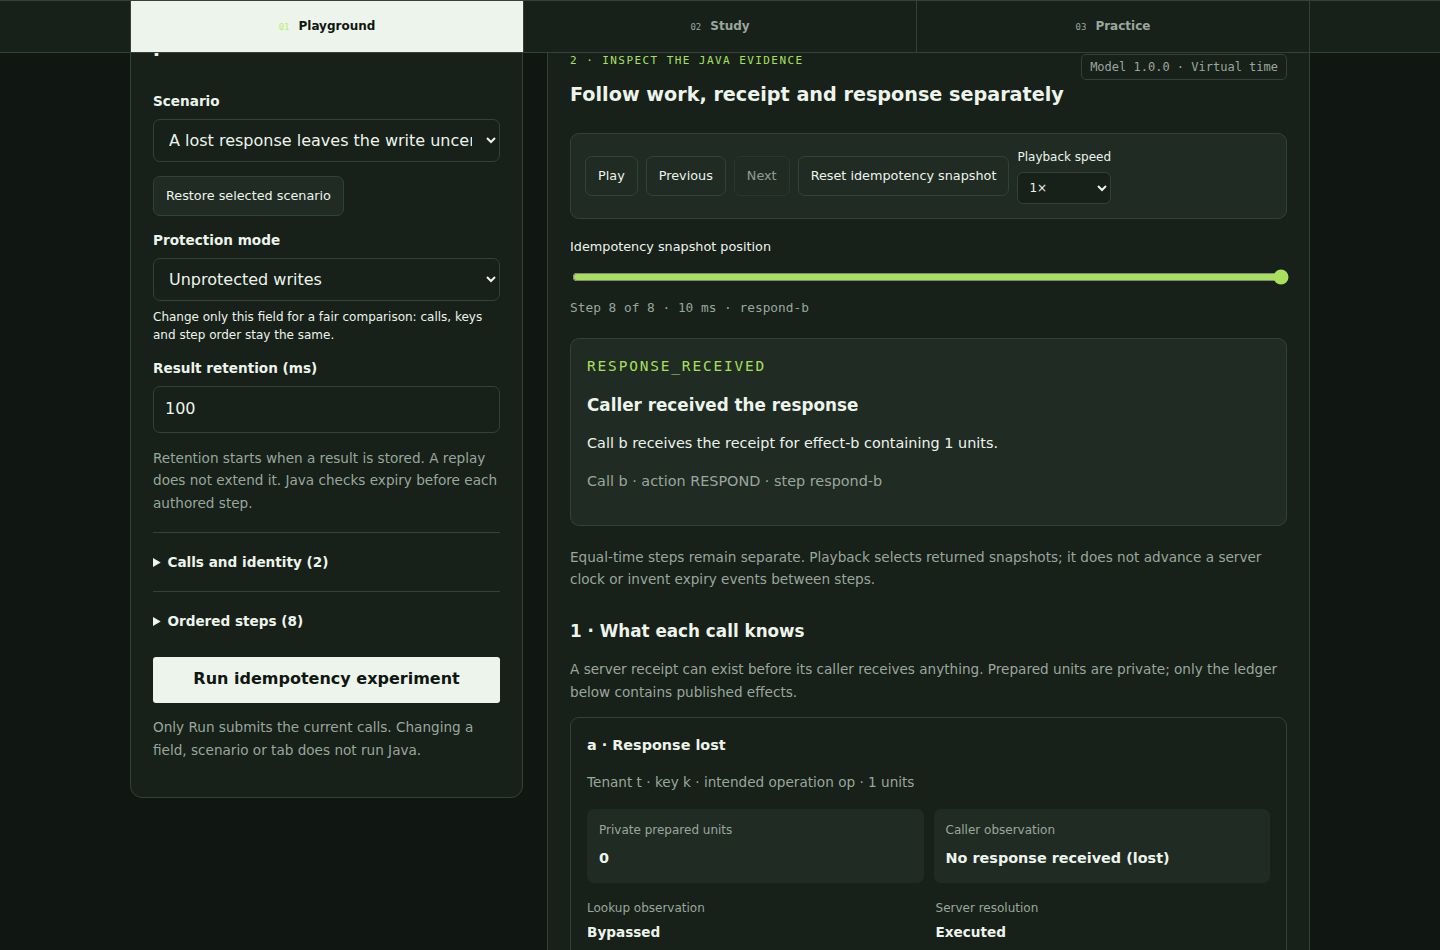 01 Playground
02 Study
03 Practice
Scenario
A lost response leaves the write uncer
Restore selected scenario
Protection mode
Unprotected writes
Change only this field for a fair comparison: calls, keys
and step order stay the same.
Result retention (ms)
100
Retention starts when a result is stored. A replay
does not extend it. Java checks expiry before each
authored step.
▶ Calls and identity (2)
▶ Ordered steps (8)
Run idempotency experiment
Only Run submits the current calls. Changing a
field, scenario or tab does not run Java.
2 · INSPECT THE JAVA EVIDENCE
Model 1.0.0 · Virtual time
Follow work, receipt and response separately
Play
Previous
Next
Reset idempotency snapshot
Playback speed
1×
Idempotency snapshot position
Step 8 of 8 · 10 ms · respond-b
RESPONSE_RECEIVED
Caller received the response
Call b receives the receipt for effect-b containing 1 units.
Call b · action RESPOND · step respond-b
Equal-time steps remain separate. Playback selects returned snapshots; it does not advance a server
clock or invent expiry events between steps.
1 · What each call knows
A server receipt can exist before its caller receives anything. Prepared units are private; only the ledger
below contains published effects.
a · Response lost
Tenant t · key k · intended operation op · 1 units
Private prepared units
0
Caller observation
No response received (lost)
Lookup observation
Bypassed
Server resolution
Executed